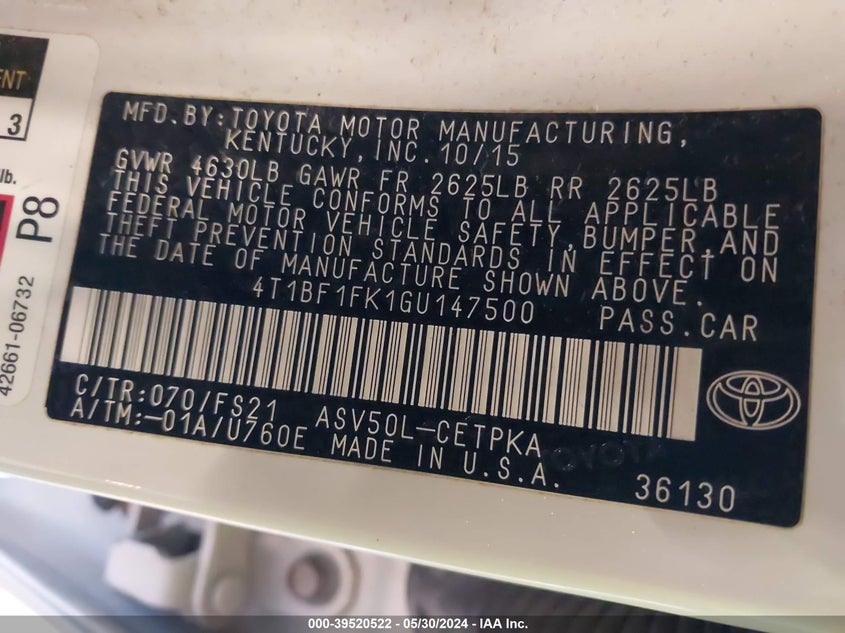 MFD.BY:TOYOTA MOTOR MANUFACTURING,
KENTUCKY,INC.10/15
GVWR 4630LB GAWR FR 2625LB RR 2625LB
THIS VEHICLE CONFORMS TO ALL APPLICABLE
FEDERAL MOTOR VEHICLE SAFETY,BUMPER,AND
THEFT PREVENTION STANDARDS IN EFFECT ON
THE DATE OF MANUFACTURE SHOWN ABOVE.
4T1BF1FK1GU147500 PASS.CAR
C/TR:070/FS21 ASV50L-CETPKA
A/TM:-01A/U760E MADE IN U.S.A.
TOYOTA
36130
3
lb.
P8
42661-06732
000-39520522 - 05/30/2024 - IAA Inc.